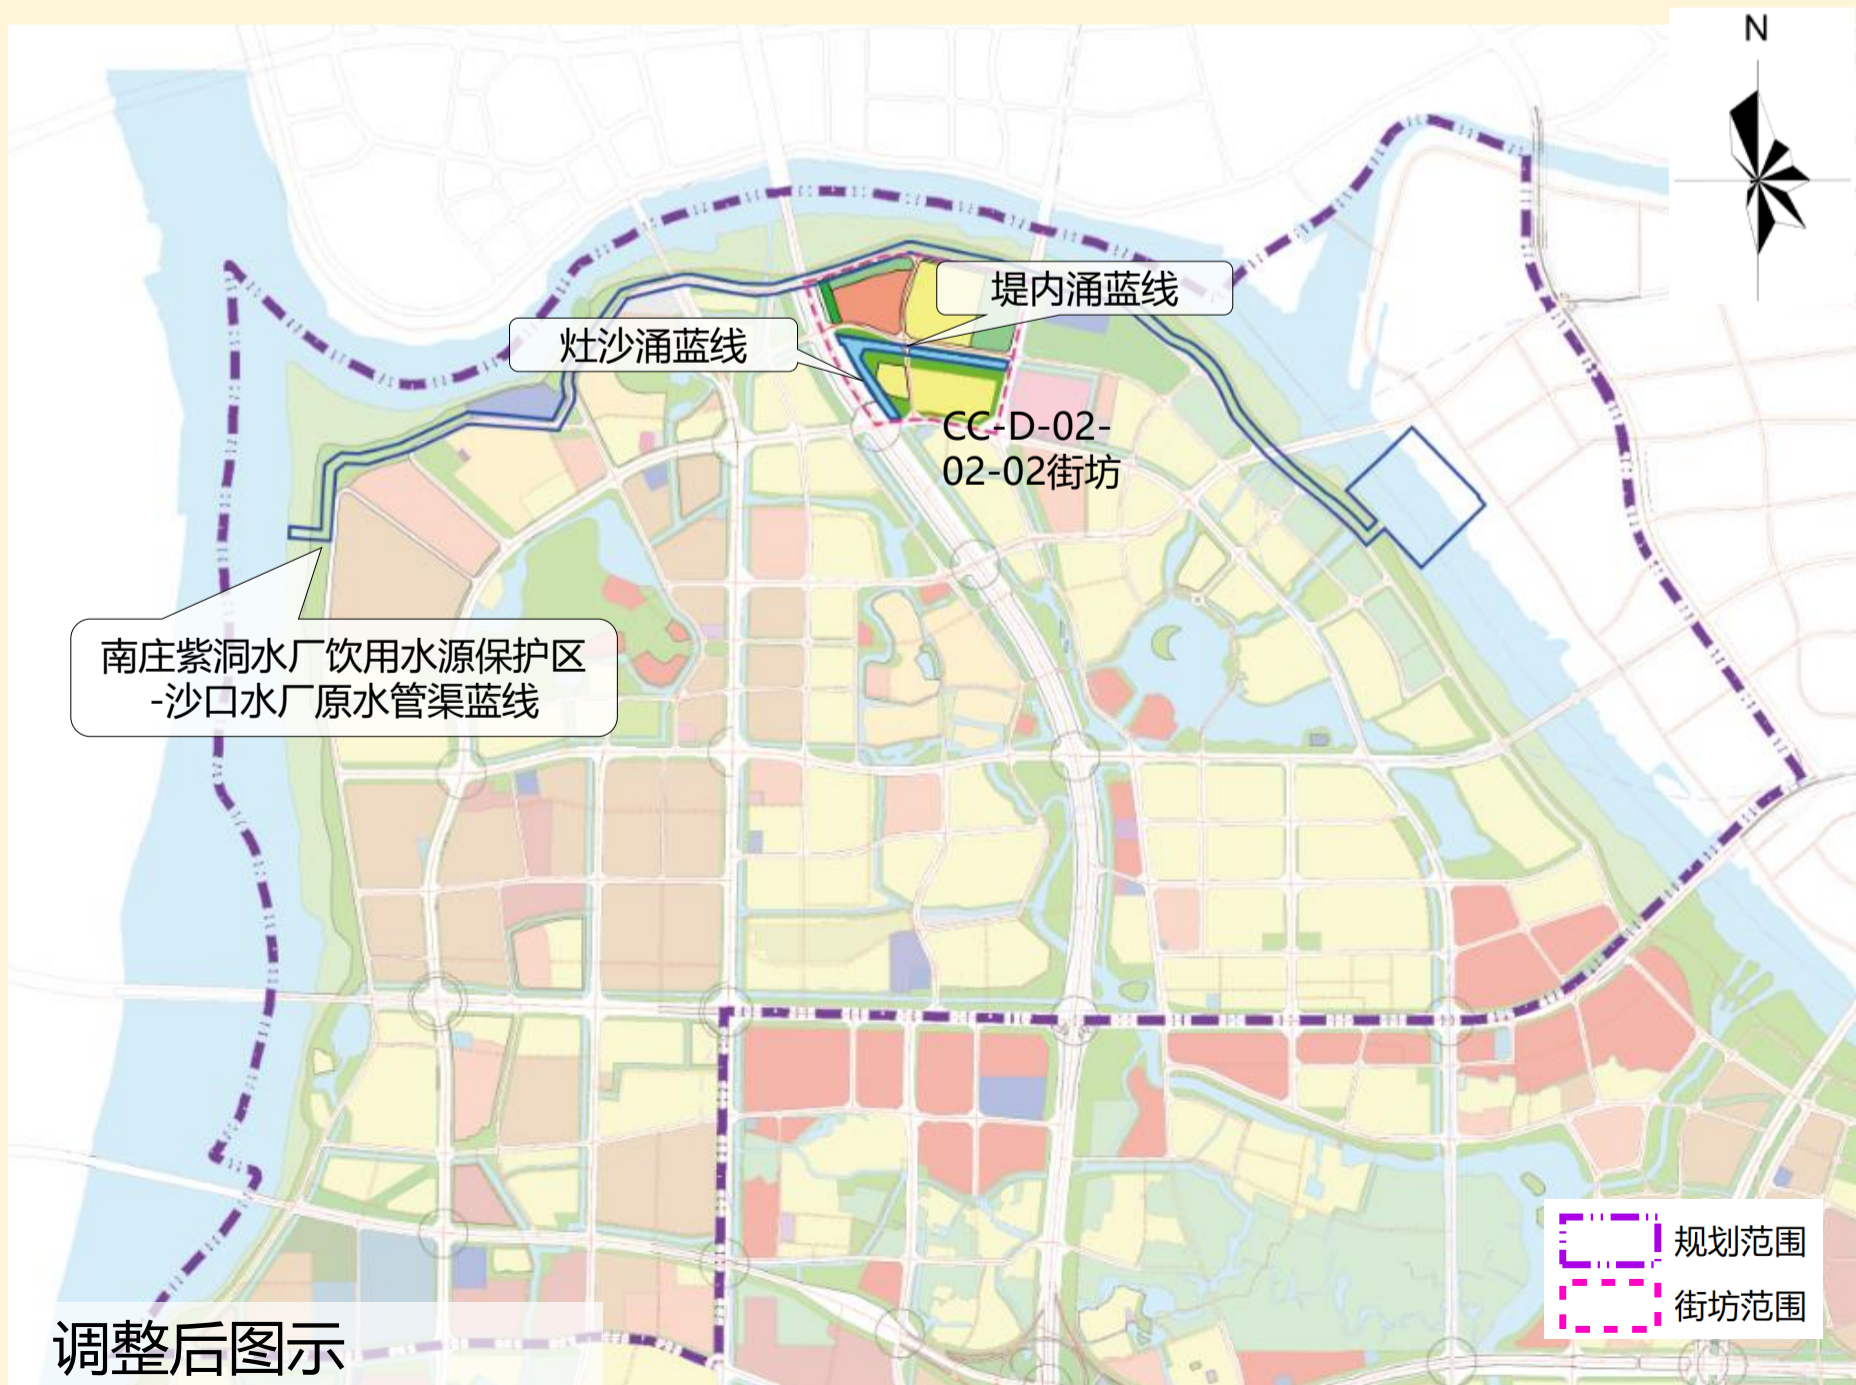 N
堤内涌蓝线
灶沙涌蓝线
CC-D-02-
02-02街坊
南庄紫洞水厂饮用水源保护区
-沙口水厂原水管渠蓝线
规划范围
街坊范围
调整后图示